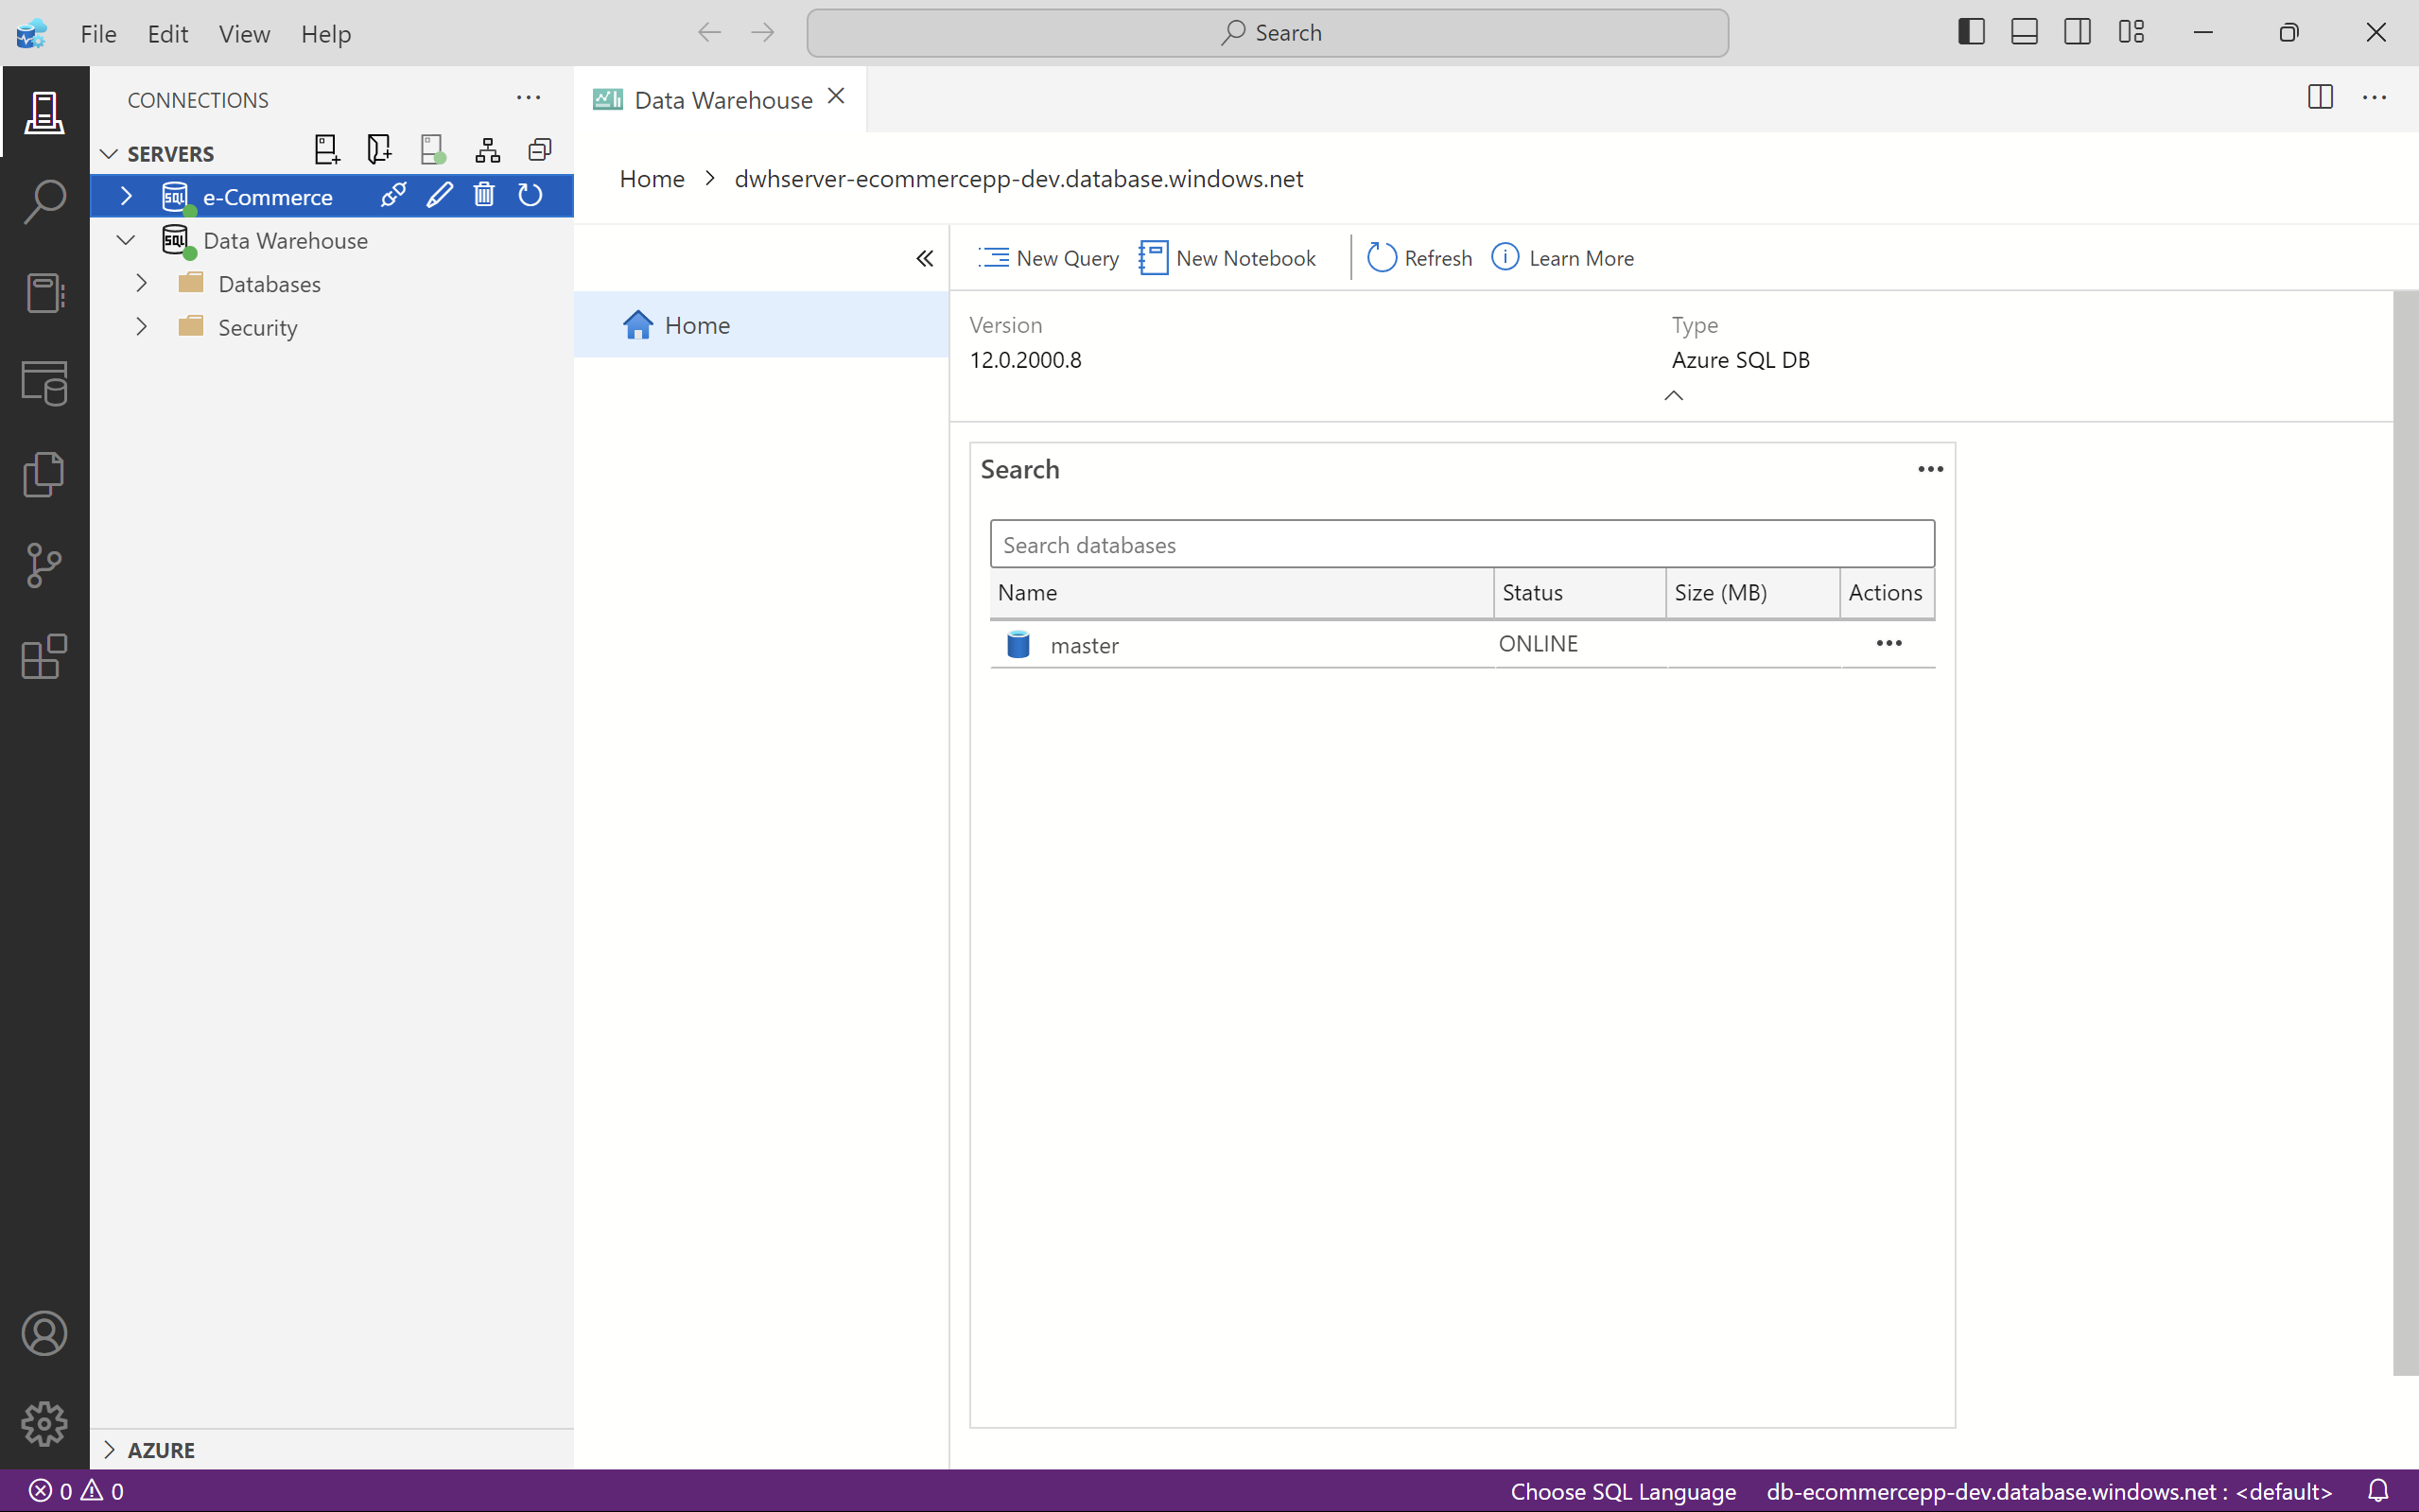 File Edit View Help
Search
CONNECTIONS
SERVERS
e-Commerce
Data Warehouse
Databases
Security
AZURE
Data Warehouse
Home > dwhserver-ecommercepp-dev.database.windows.net
New Query New Notebook Refresh Learn More
Home
Version
12.0.2000.8
Type
Azure SQL DB
Search
Search databases
Name Status Size (MB) Actions
master ONLINE
0 0
Choose SQL Language db-ecommercepp-dev.database.windows.net : <default>